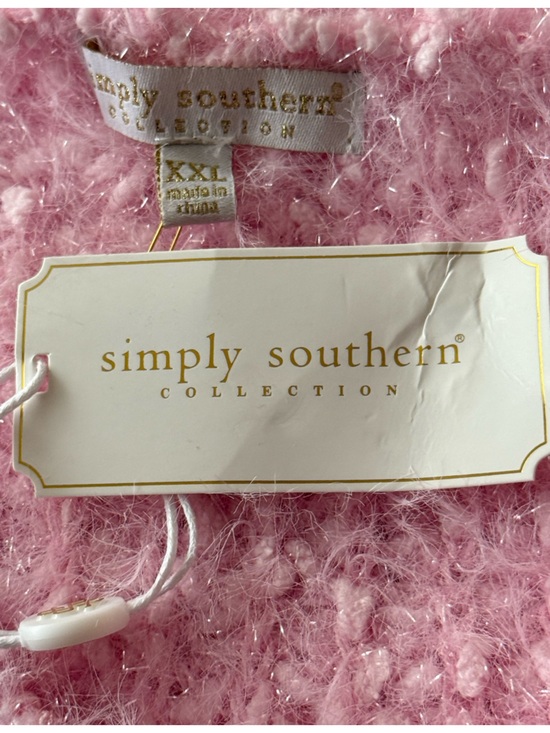 simply southern®
COLLECTION
XXL
made in
china
simply southern®
COLLECTION